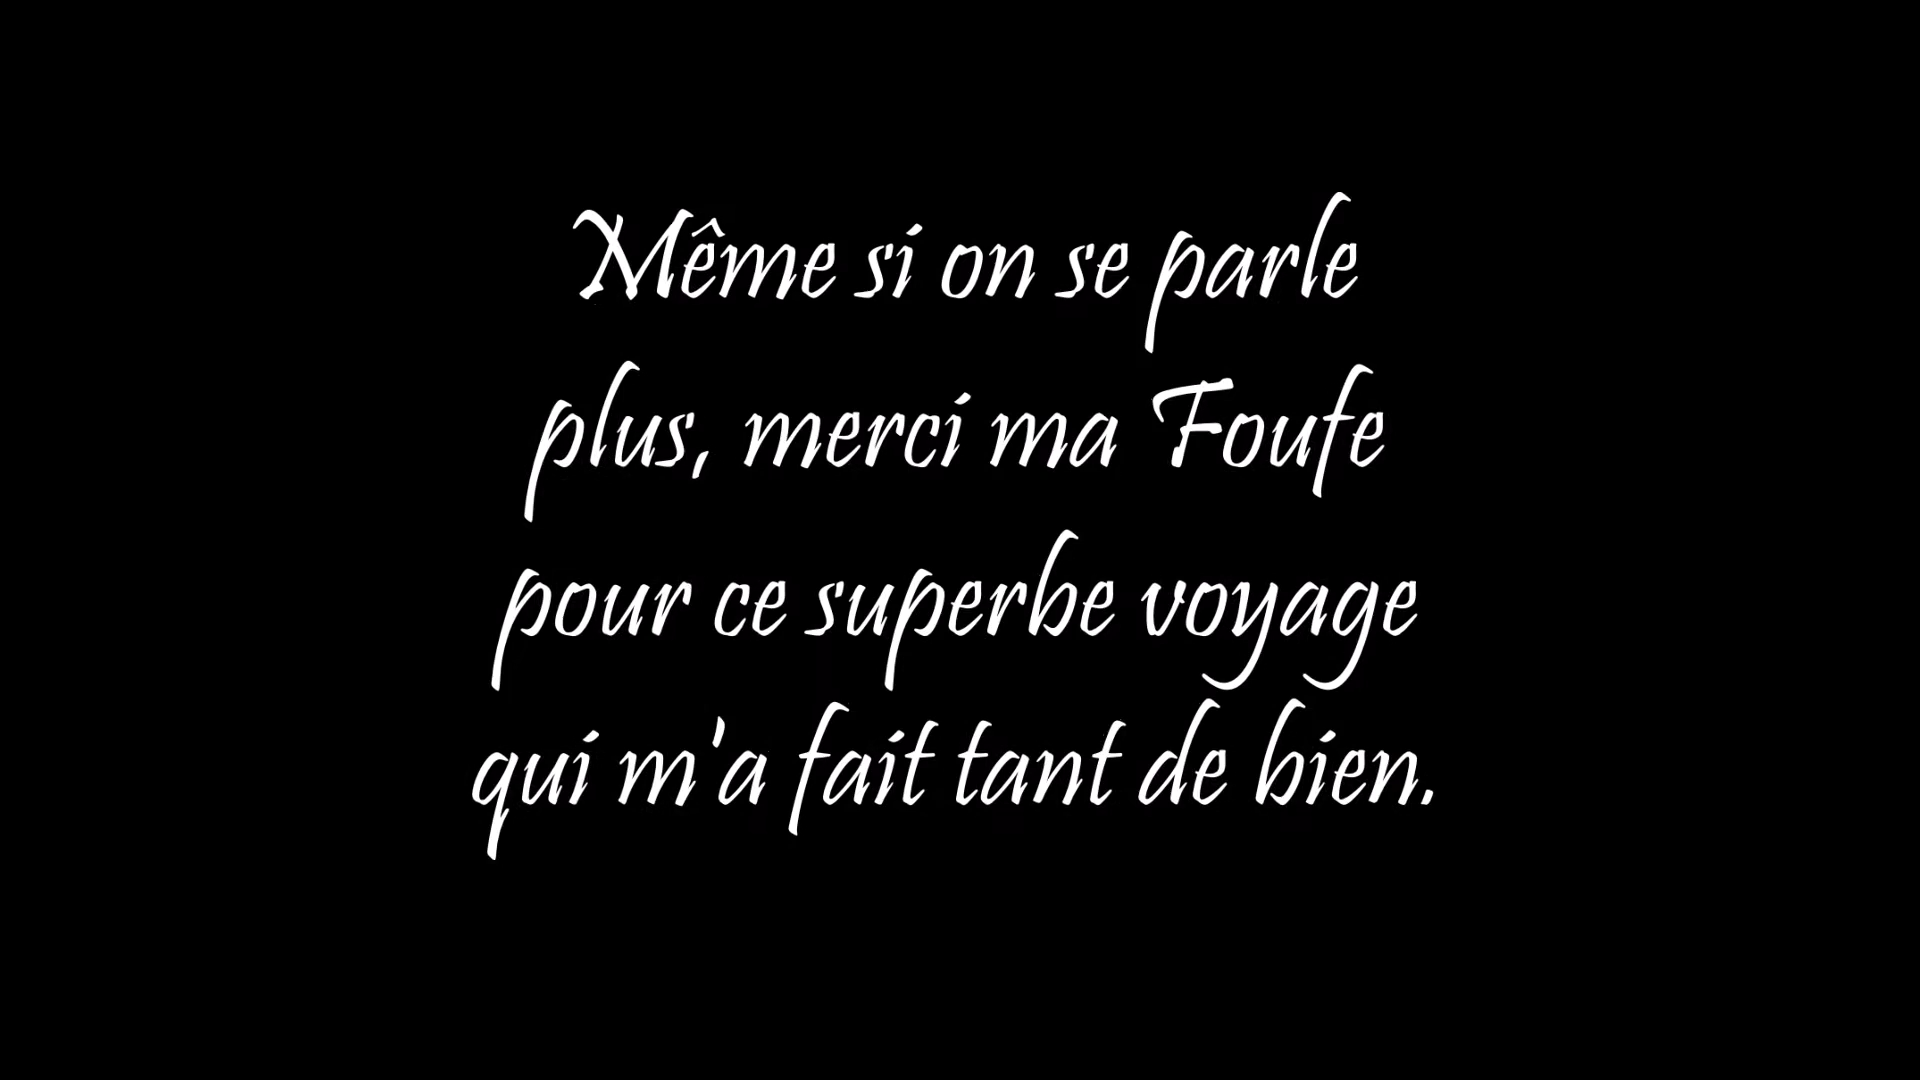 Même si on se parle
plus, merci ma Foufe
pour ce superbe voyage
qui m'a fait tant de bien.